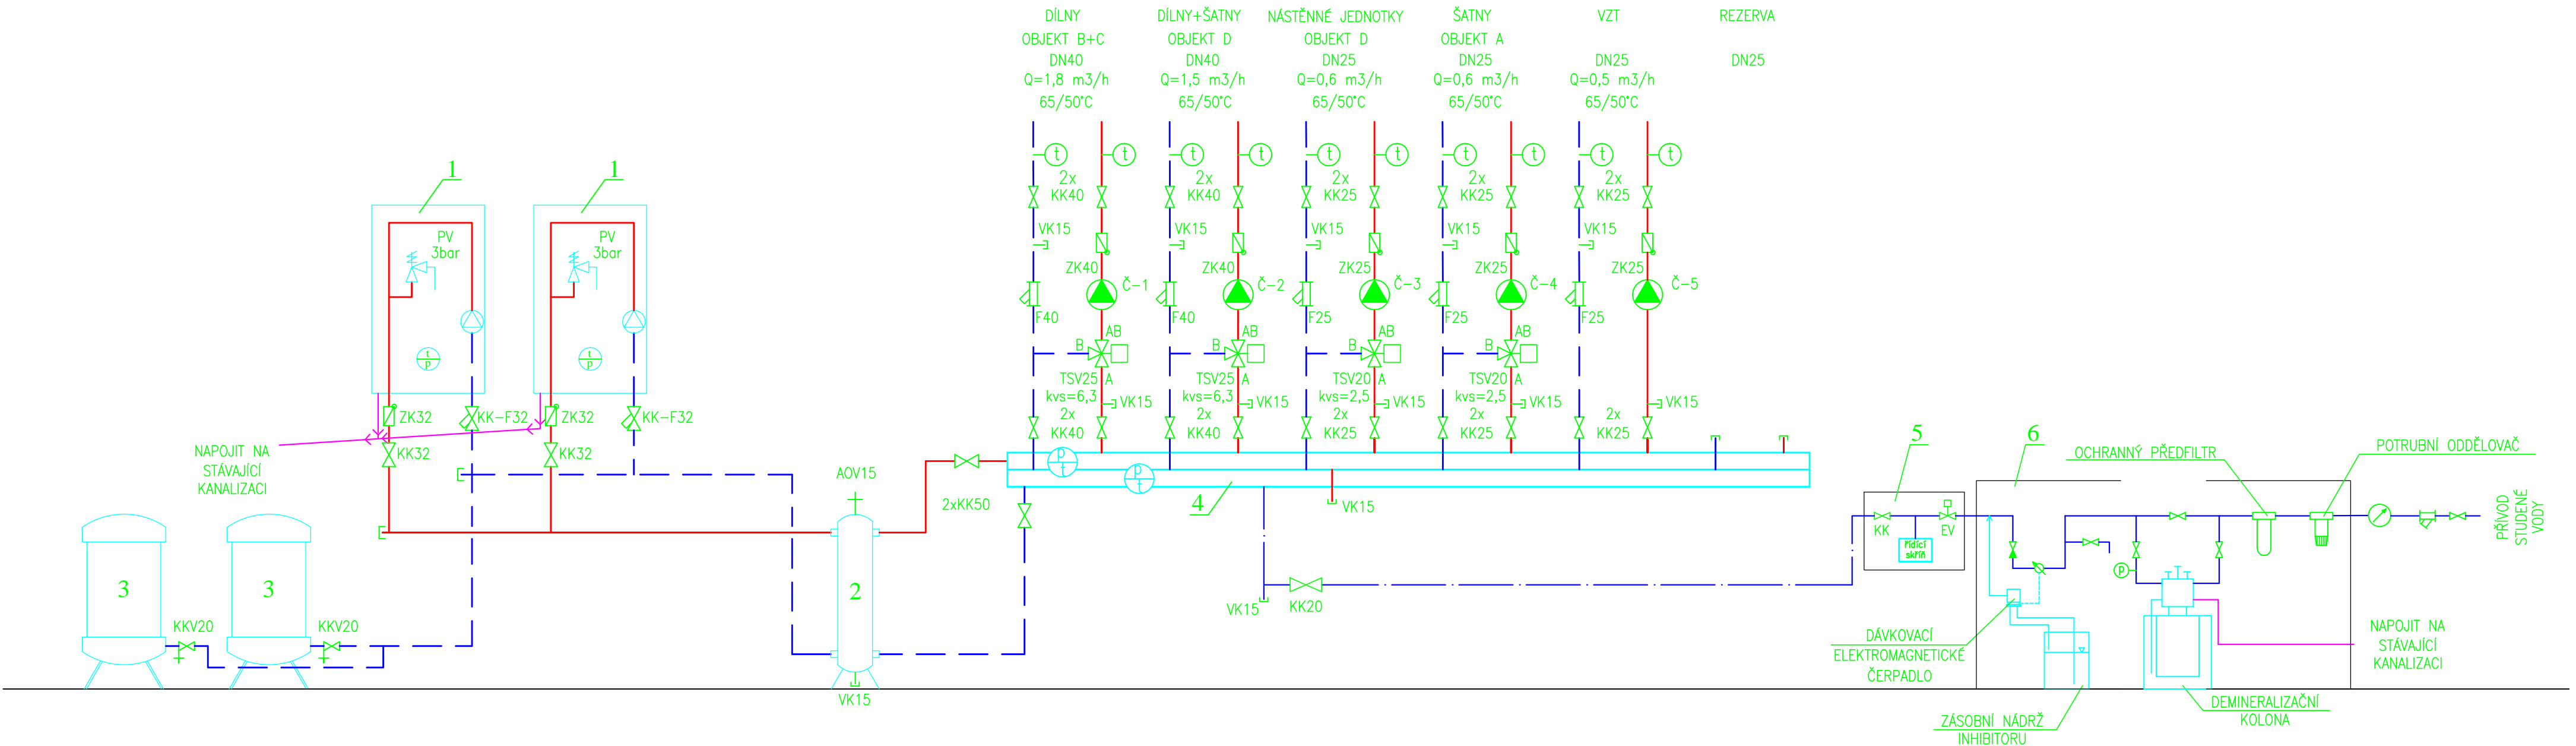 DÍLNY
OBJEKT B+C
DN40
Q=1,8 m3/h
65/50°C
DÍLNY+ŠATNY
OBJEKT D
DN40
Q=1,5 m3/h
65/50°C
NÁSTĚNNÉ JEDNOTKY
OBJEKT D
DN25
Q=0,6 m3/h
65/50°C
ŠATNY
OBJEKT A
DN25
Q=0,6 m3/h
65/50°C
VZT
DN25
Q=0,5 m3/h
65/50°C
REZERVA
DN25
t
t
t
t
t
t
t
t
t
t
2x
KK40
2x
KK40
2x
KK25
2x
KK25
2x
KK25
VK15
VK15
VK15
VK15
VK15
ZK40
ZK40
ZK25
ZK25
ZK25
Č-1
Č-2
Č-3
Č-4
Č-5
F40
F40
F25
F25
F25
AB
AB
AB
AB
B
B
B
B
TSV25 A
kvs=6,3
TSV25 A
kvs=6,3
TSV20 A
kvs=2,5
TSV20 A
kvs=2,5
VK15
VK15
VK15
VK15
VK15
2x
KK40
2x
KK40
2x
KK25
2x
KK25
2x
KK25
1
1
PV
3bar
PV
3bar
t
p
t
p
ZK32
KK-F32
ZK32
KK-F32
KK32
KK32
NAPOJIT NA
STÁVAJÍCÍ
KANALIZACI
3
3
KKV20
KKV20
AOV15
2
VK15
2xKK50
p
t
p
t
4
VK15
VK15
KK20
5
KK
EV
řídící
skříň
6
OCHRANNÝ PŘEDFILTR
POTRUBNI ODDĚLOVAČ
PŘÍVOD
STUDENÉ
VODY
p
DÁVKOVACÍ
ELEKTROMAGNETICKÉ
ČERPADLO
ZÁSOBNÍ NÁDRŽ
INHIBITORU
DEMINERALIZAČNÍ
KOLONA
NAPOJIT NA
STÁVAJÍCÍ
KANALIZACI